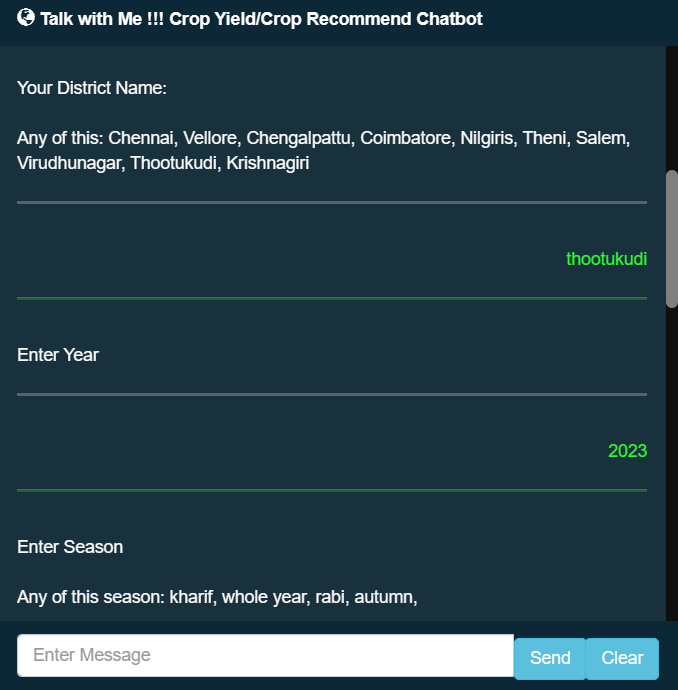 Talk with Me !!! Crop Yield/Crop Recommend Chatbot
Your District Name:
Any of this: Chennai, Vellore, Chengalpattu, Coimbatore, Nilgiris, Theni, Salem,
Virudhunagar, Thootukudi, Krishnagiri
thootukudi
Enter Year
2023
Enter Season
Any of this season: kharif, whole year, rabi, autumn,
Enter Message
Send
Clear